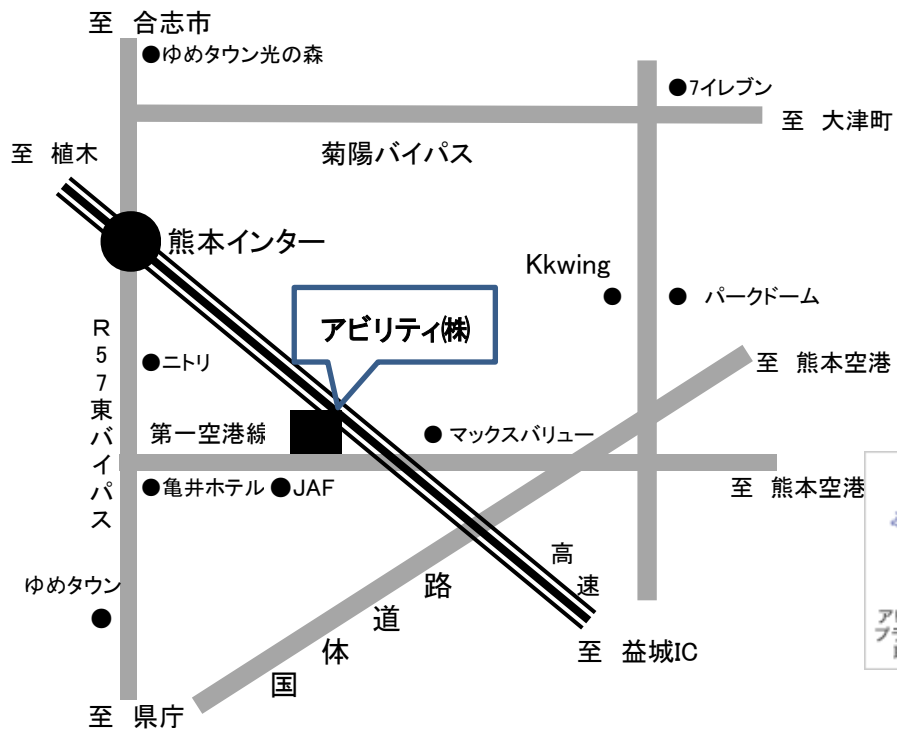 至 合志市
●ゆめタウン光の森
●7イレブン
至 大津町
菊陽バイパス
至 植木
熊本インター
Kkwing
● ● パークドーム
アビリティ㈱
R57東バイパス
●ニトリ
至 熊本空港
第一空港線
● マックスバリュー
●亀井ホテル ●JAF
至 熊本空港
高速
ゆめタウン
●
国体道路
至 益城IC
至 県庁